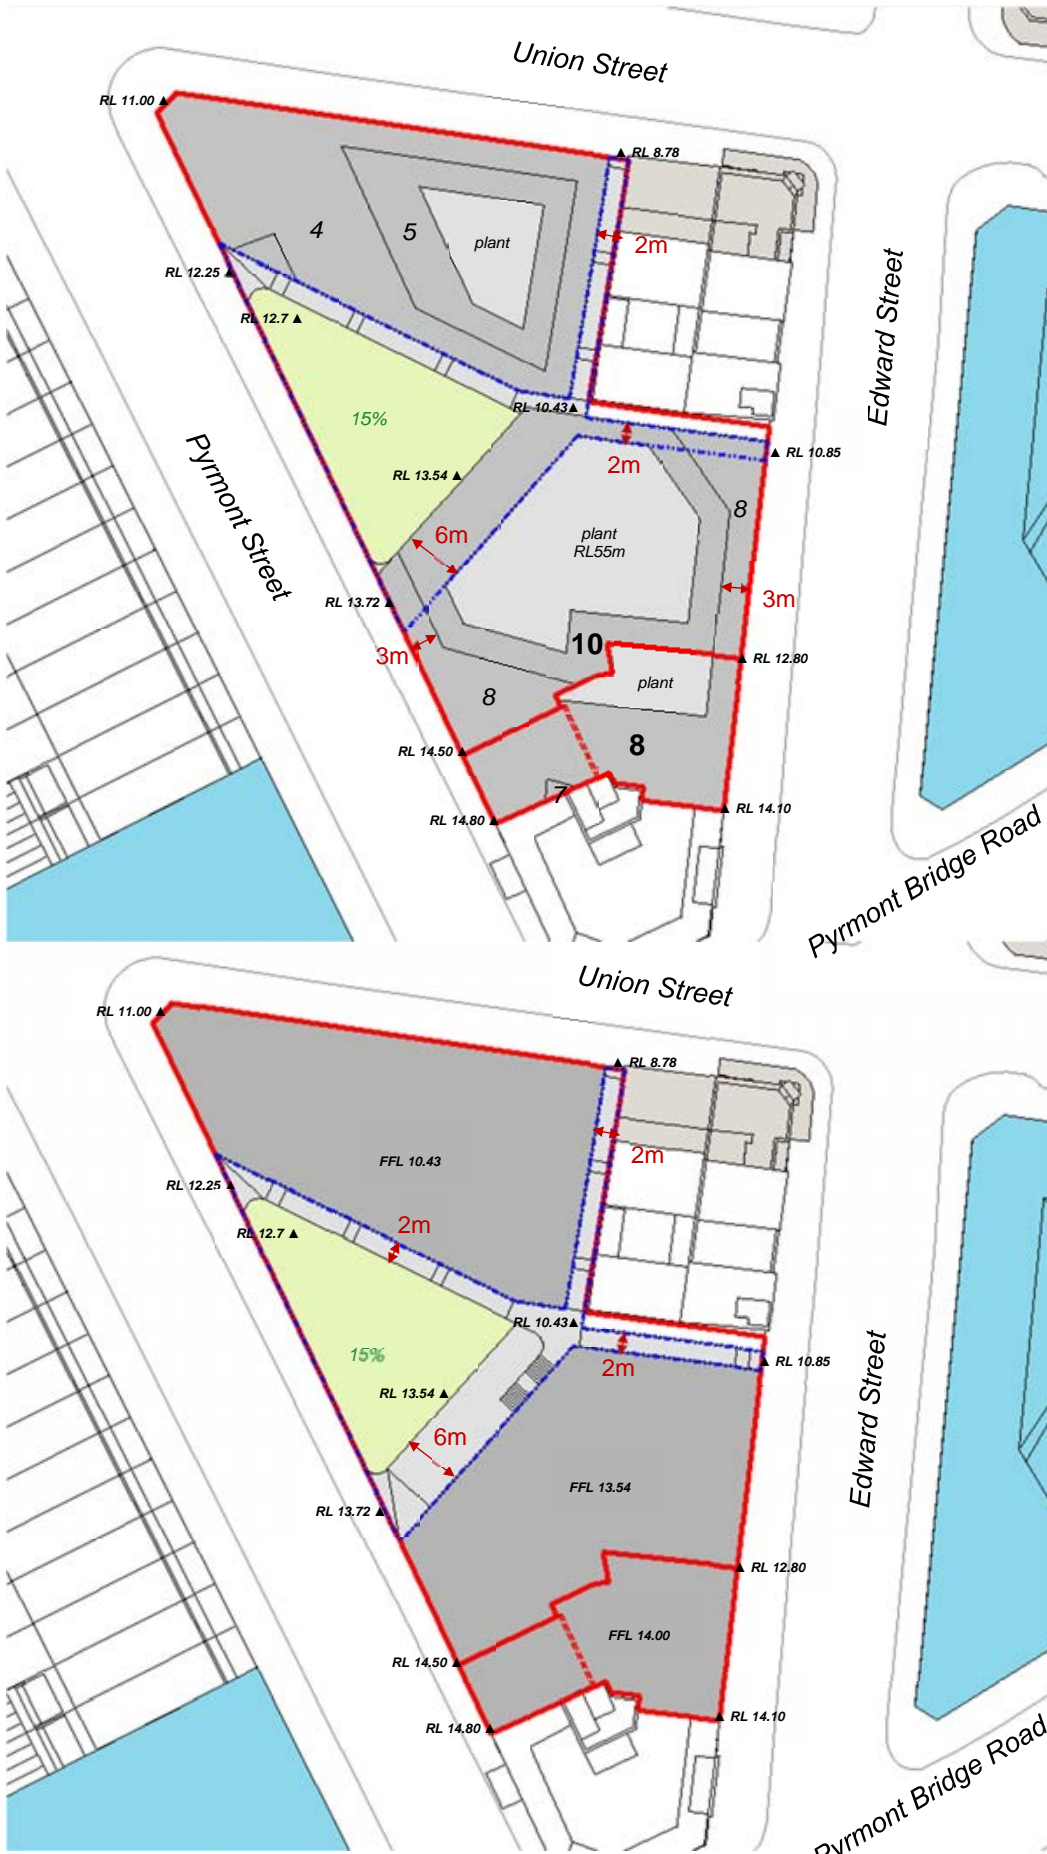 Union Street
RL 11.00
RL 8.78
4
5
plant
2m
RL 12.25
RL 12.7
Edward Street
RL 10.43
15%
2m
RL 10.85
Pyrmont Street
RL 13.54
8
6m
plant
RL55m
3m
RL 13.72
10
3m
RL 12.80
plant
8
8
RL 14.50
7
RL 14.80
RL 14.10
Pyrmont Bridge Road
Union Street
RL 11.00
RL 8.78
FFL 10.43
2m
RL 12.25
2m
RL 12.7
RL 10.43
15%
2m
RL 10.85
RL 13.54
Edward Street
6m
FFL 13.54
RL 13.72
RL 12.80
FFL 14.00
RL 14.50
RL 14.80
RL 14.10
Pyrmont Bridge Road